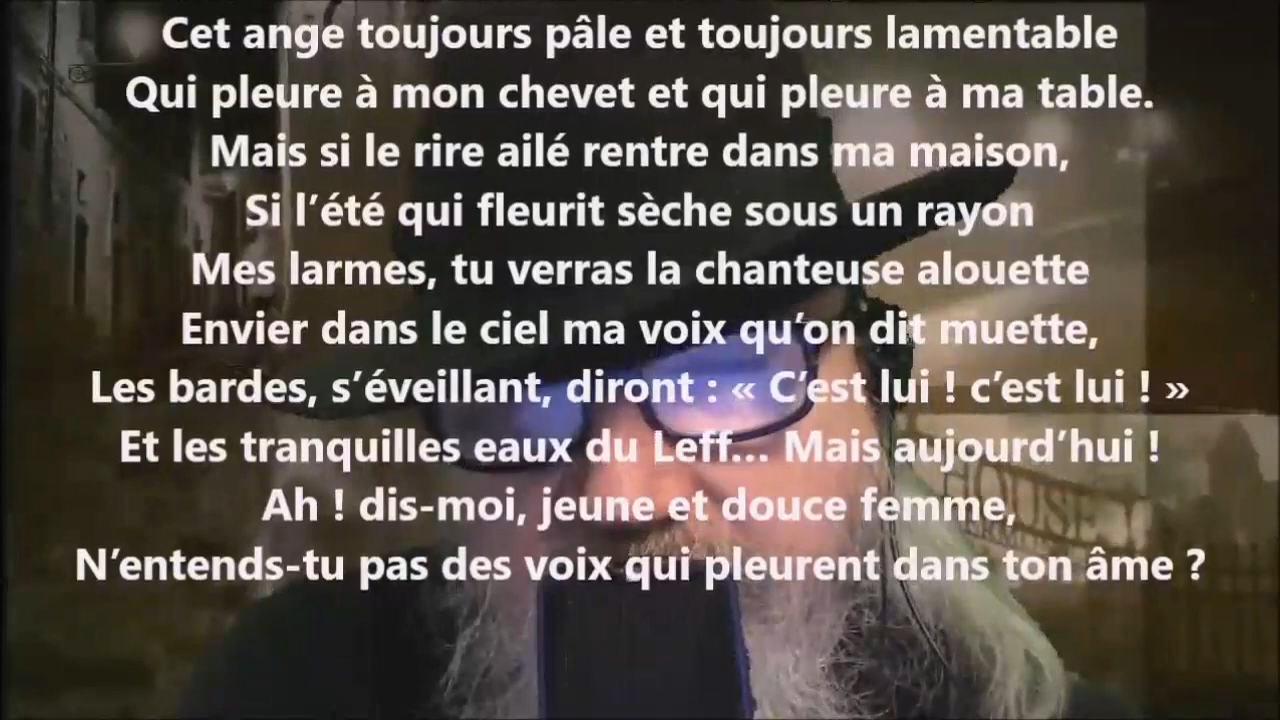 Cet ange toujours pâle et toujours lamentable
Qui pleure à mon chevet et qui pleure à ma table.
Mais si le rire ailé rentre dans ma maison,
Si l’été qui fleurit sèche sous un rayon
Mes larmes, tu verras la chanteuse alouette
Envier dans le ciel ma voix qu’on dit muette,
Les bardes, s’éveillant, diront : « C’est lui ! c’est lui ! »
Et les tranquilles eaux du Leff... Mais aujourd’hui !
Ah ! dis-moi, jeune et douce femme,
N’entends-tu pas des voix qui pleurent dans ton âme ?
HOUSE